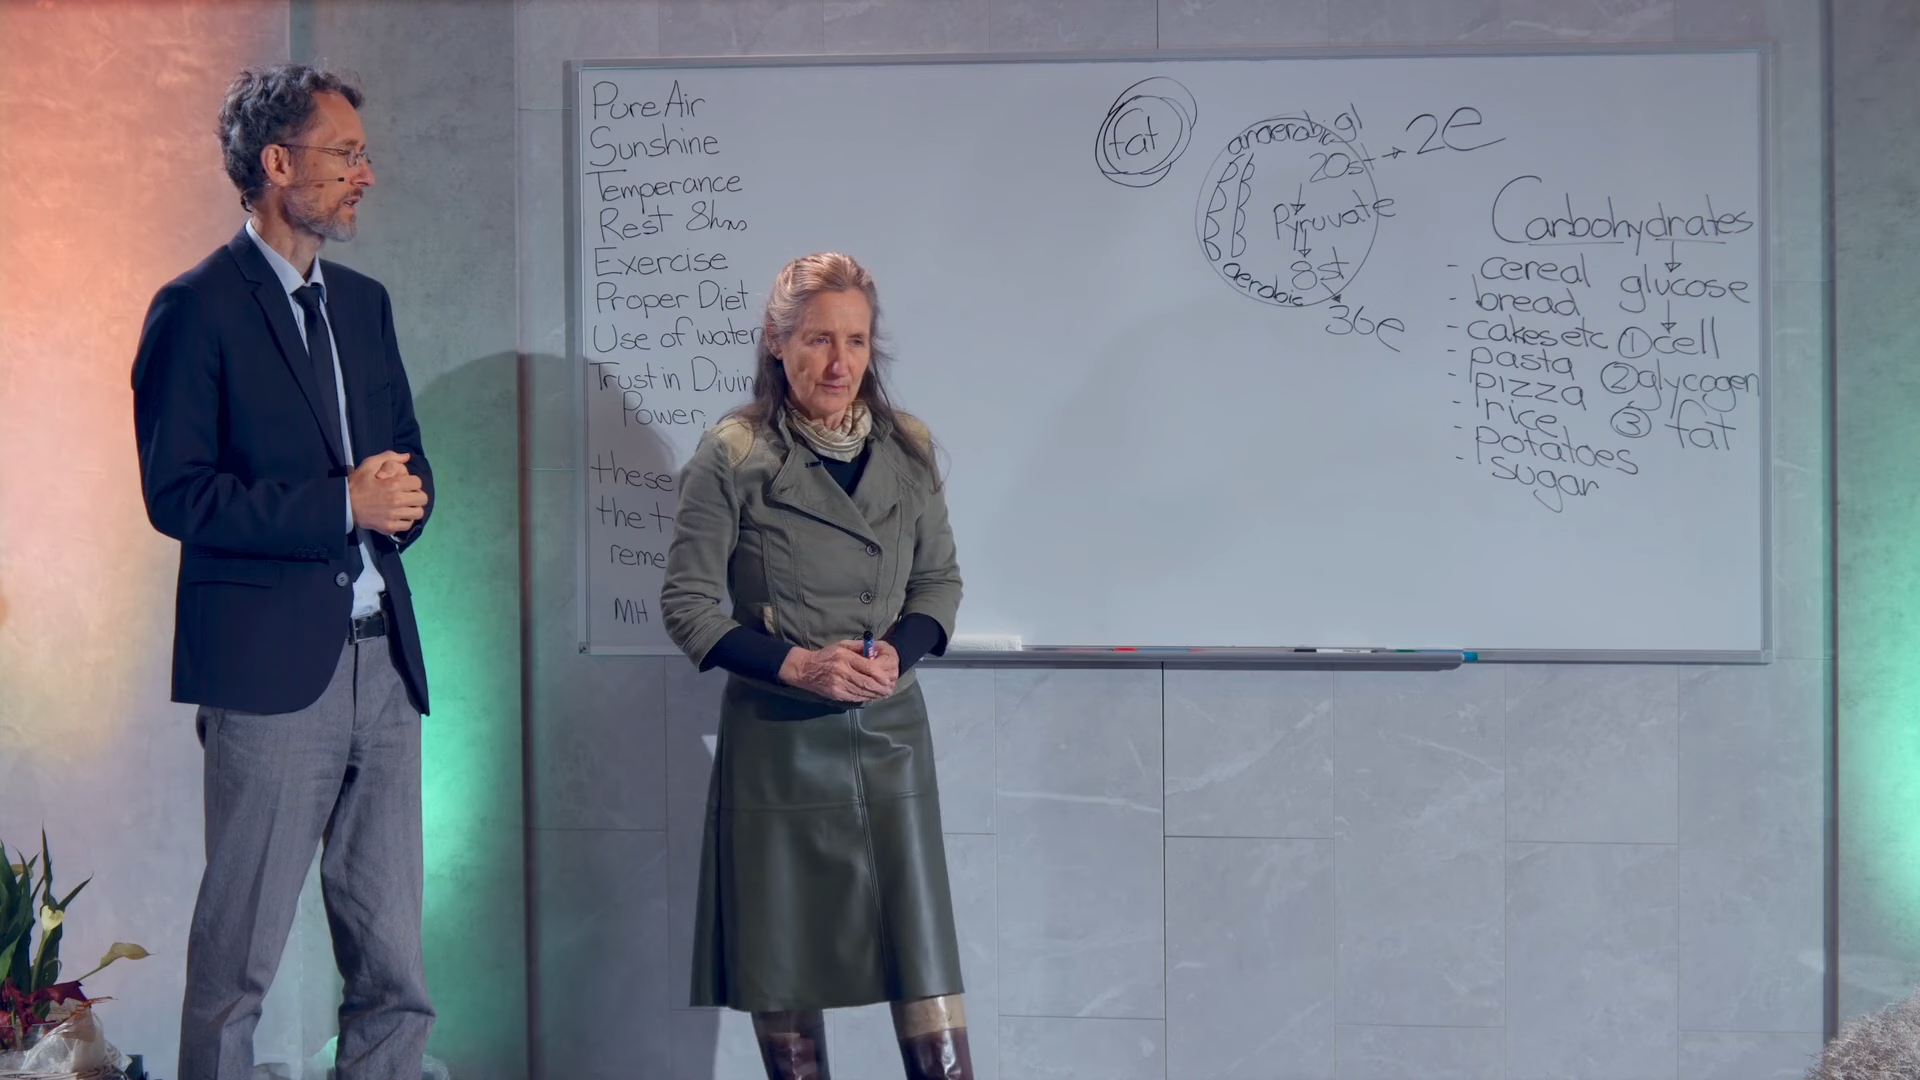 Pure Air
Sunshine
Temperance
Rest 8hrs
Exercise
Proper Diet
Use of water
Trust in Divin
Power;
these
the t
reme
MH
fat
anaerobic gl
20st → 2e
Pyruvate
8st
aerobic
36e
Carbohydrates
- cereal
- bread
- cakes etc
- pasta
- pizza
- rice
- potatoes
- sugar
glucose
① cell
② glycogen
③ fat